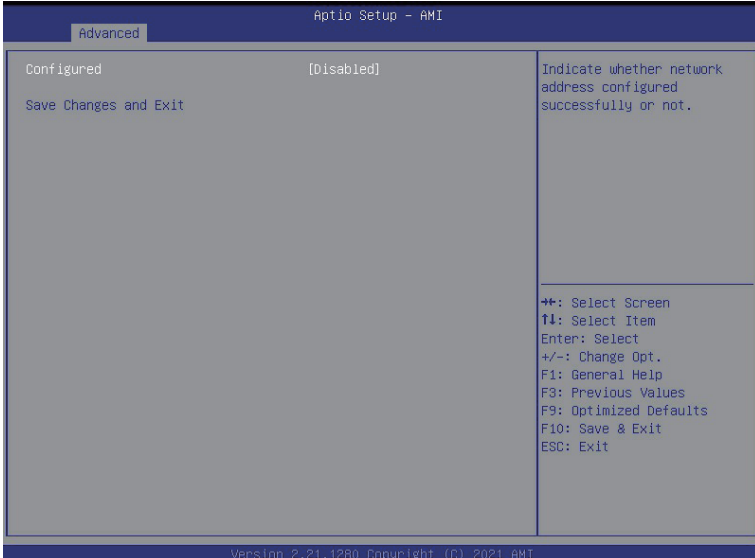 Aptio Setup – AMI
Advanced
Configured [Disabled]
Save Changes and Exit
Indicate whether network
address configured
successfully or not.
→←: Select Screen
↑↓: Select Item
Enter: Select
+/-: Change Opt.
F1: General Help
F3: Previous Values
F9: Optimized Defaults
F10: Save & Exit
ESC: Exit
Version 2.21.1280 Copyright (C) 2021 AMI